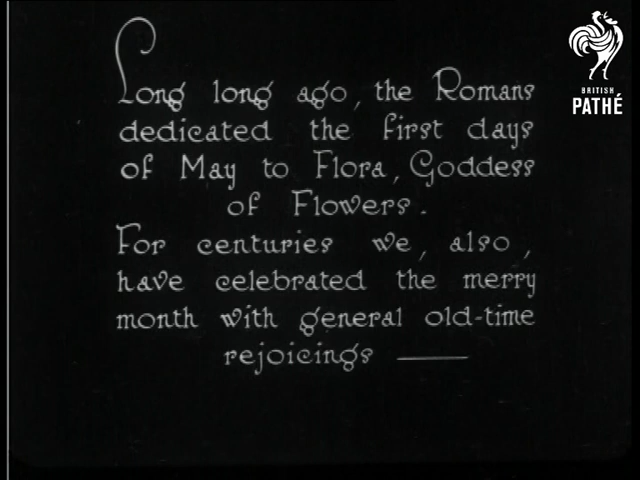 Long long ago, the Romans
dedicated the first days
of May to Flora, Goddess
of Flowers.
For centuries we, also,
have celebrated the merry
month with general old-time
rejoicings —
BRITISH
PATHÉ